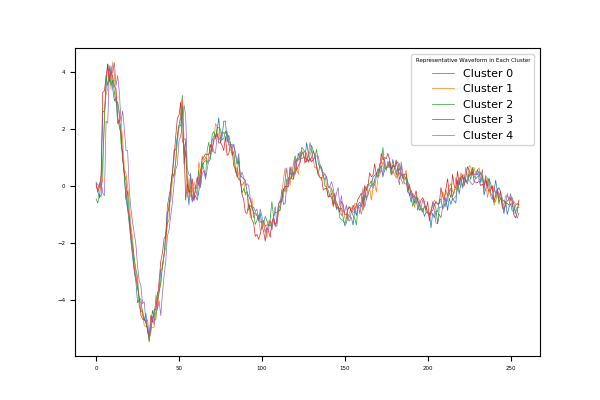 Representative Waveform in Each Cluster
Cluster 0
Cluster 1
Cluster 2
Cluster 3
Cluster 4
4
2
0
−2
−4
0 50 100 150 200 250